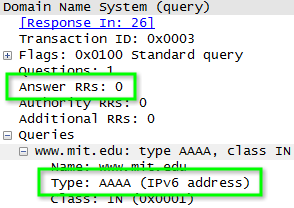 Domain Name System (query)
[Response In: 26]
Transaction ID: 0x0003
Flags: 0x0100 Standard query
Questions: 1
Answer RRs: 0
Authority RRs: 0
Additional RRs: 0
Queries
www.mit.edu: type AAAA, class IN
Name: www.mit.edu
Type: AAAA (IPv6 address)
Class: IN (0x0001)